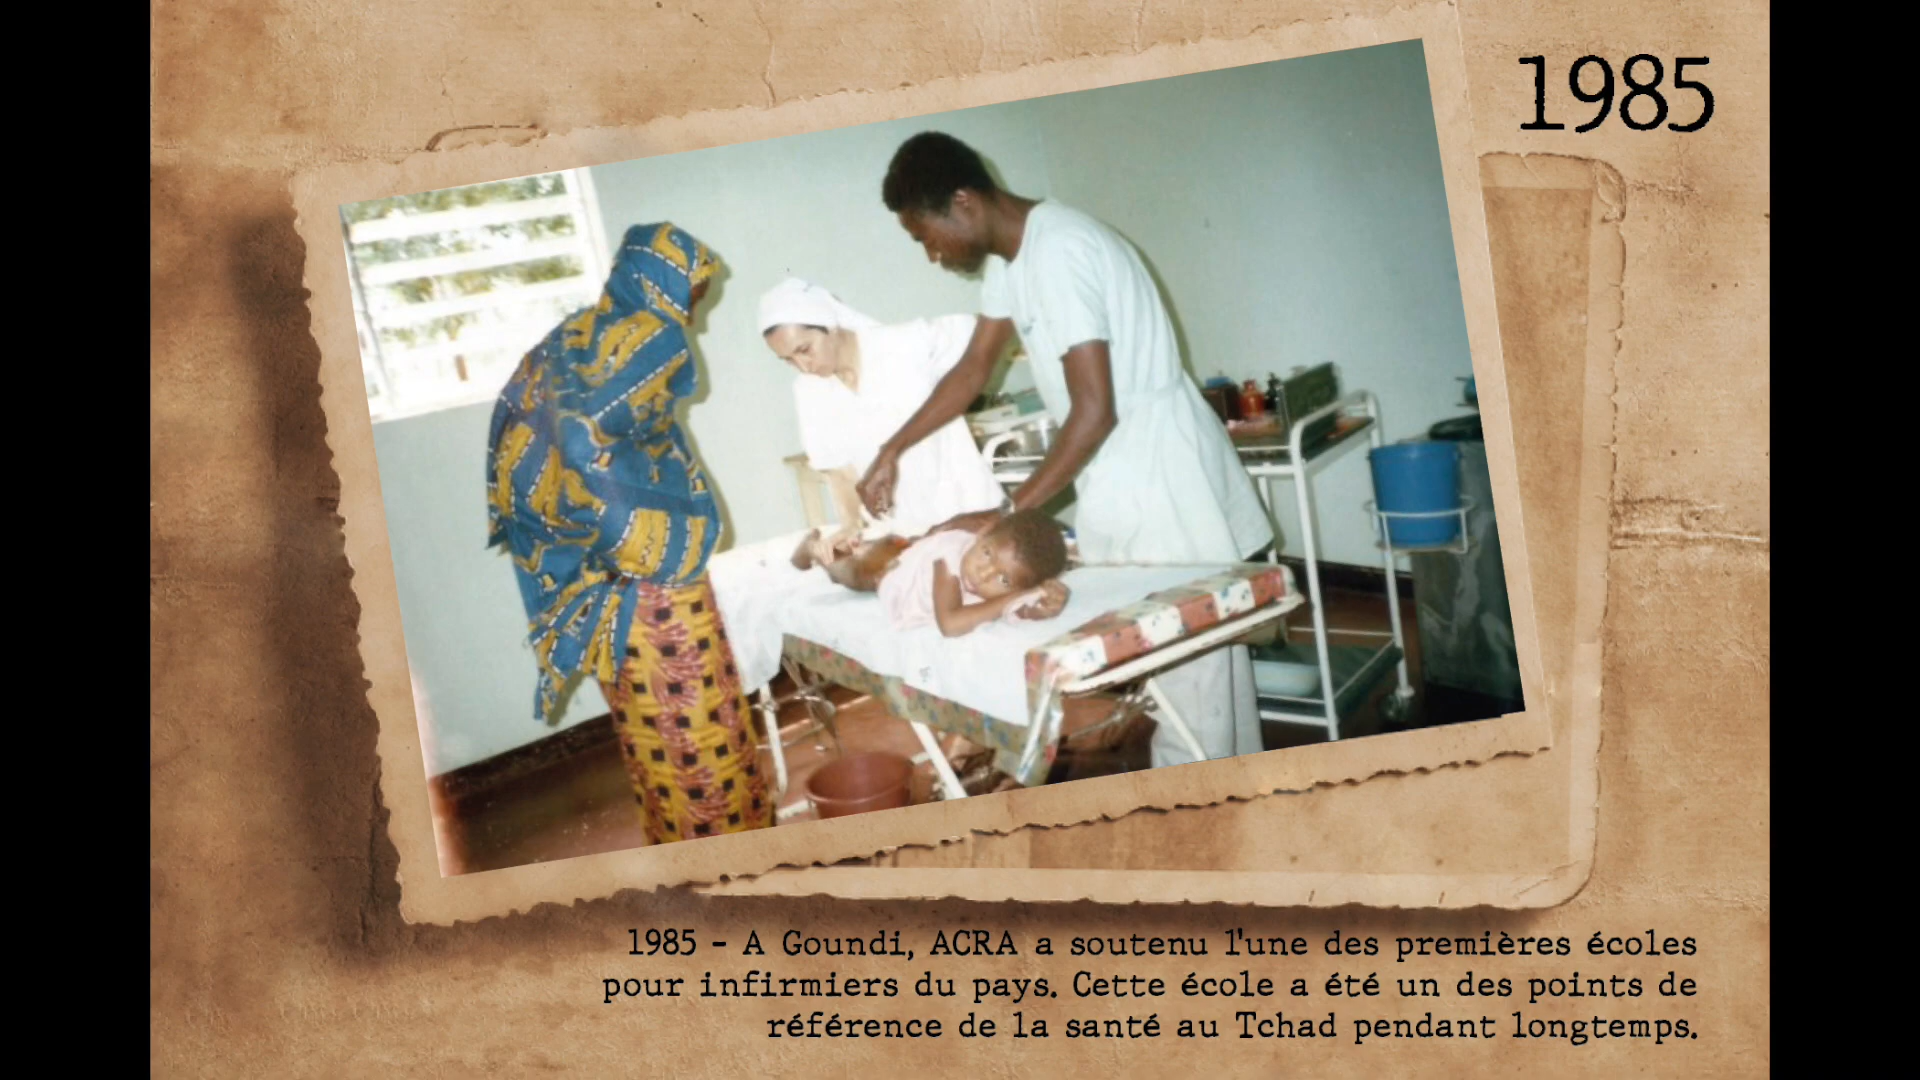 1985
1985 - A Goundi, ACRA a soutenu l'une des premières écoles
pour infirmiers du pays. Cette école a été un des points de
référence de la santé au Tchad pendant longtemps.